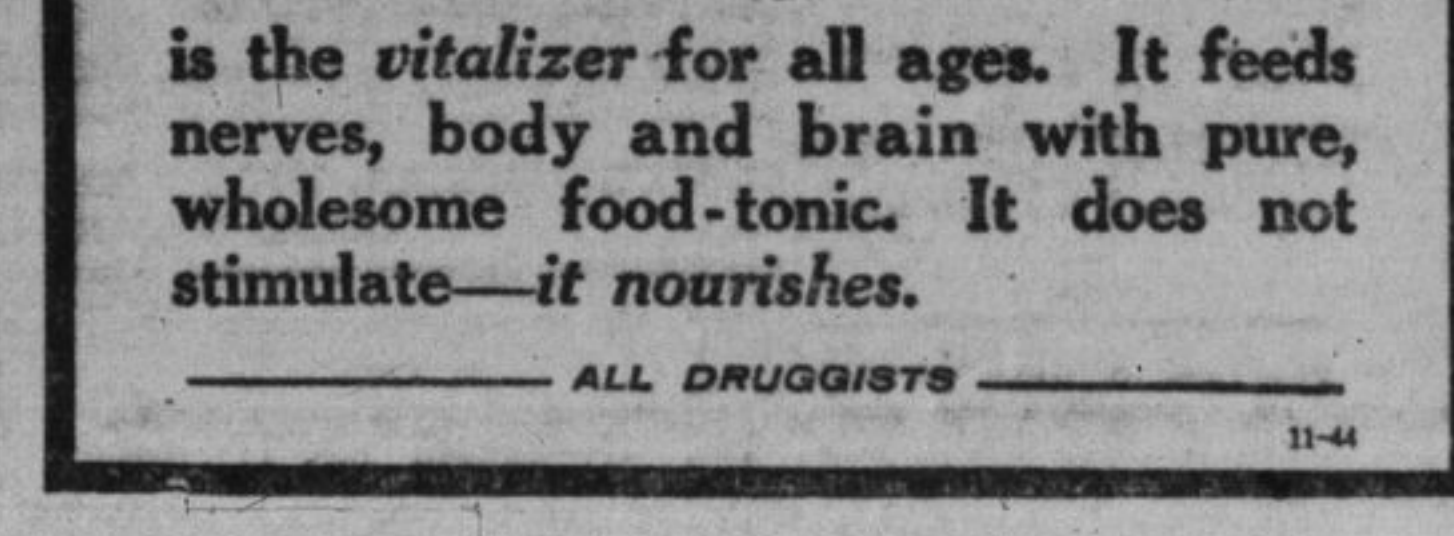 is the vitalizer for all ages. It feeds
nerves, body and brain with pure,
wholesome food-tonic. It does not
stimulate—it nourishes.
ALL DRUGGISTS
11-44